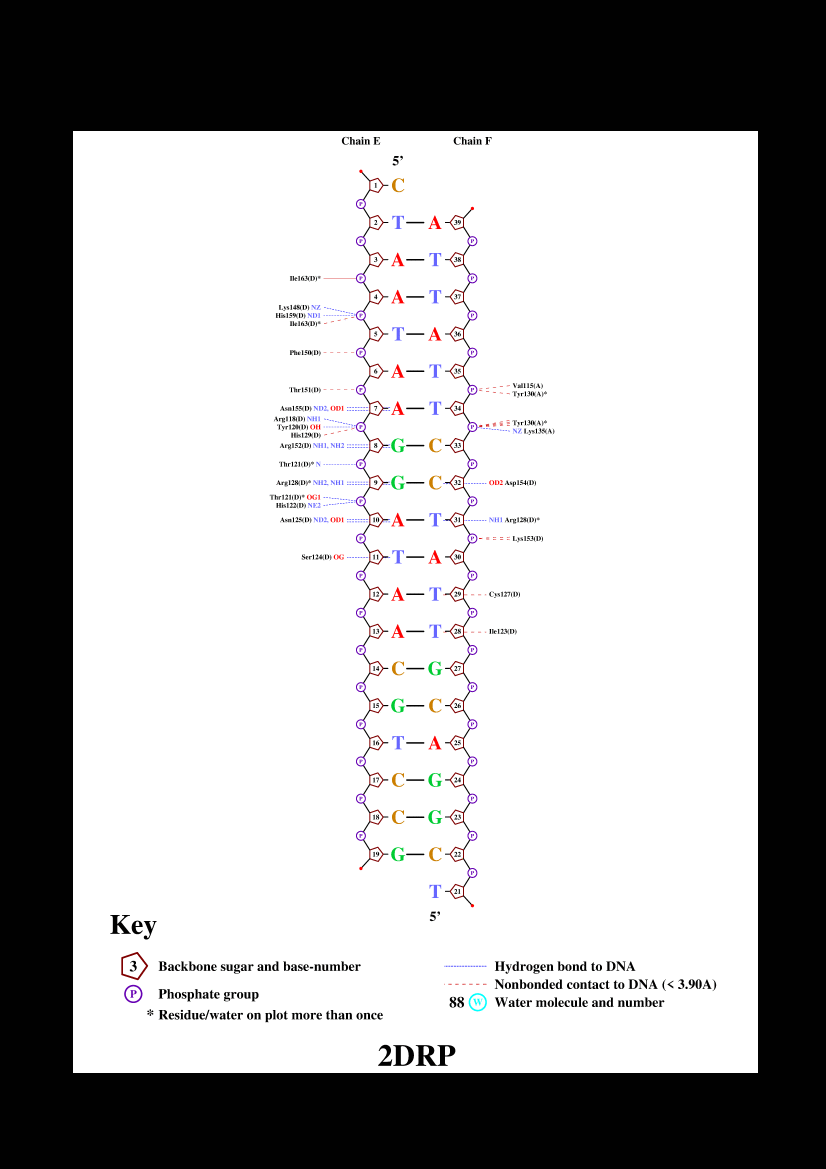 Chain E Chain F
5’
1 C
P
2 T A 39
P P
3 A T 38
Ile163(D)* P P
4 A T 37
Lys148(D) NZ
His159(D) ND1 P P
Ile163(D)*
5 T A 36
Phe150(D) P P
6 A T 35
Val115(A)
Thr151(D) P P
Tyr130(A)*
Asn155(D) ND2, OD1 7 A T 34
Arg118(D) NH1
Tyr130(A)*
Tyr120(D) OH P P
NZ Lys135(A)
His129(D)
Arg152(D) NH1, NH2 8 G C 33
Thr121(D)* N P P
Arg128(D)* NH2, NH1 9 G C 32 OD2 Asp154(D)
Thr121(D)* OG1
P P
His122(D) NE2
Asn125(D) ND2, OD1 10 A T 31 NH1 Arg128(D)*
P P Lys153(D)
Ser124(D) OG 11 T A 30
P P
12 A T 29 Cys127(D)
P P
13 A T 28 Ile123(D)
P P
14 C G 27
P P
15 G C 26
P P
16 T A 25
P P
17 C G 24
P P
18 C G 23
P P
19 G C 22
P
T 21
5’
Key
3 Backbone sugar and base-number
P Phosphate group
* Residue/water on plot more than once
Hydrogen bond to DNA
Nonbonded contact to DNA (< 3.90A)
88 W Water molecule and number
2DRP